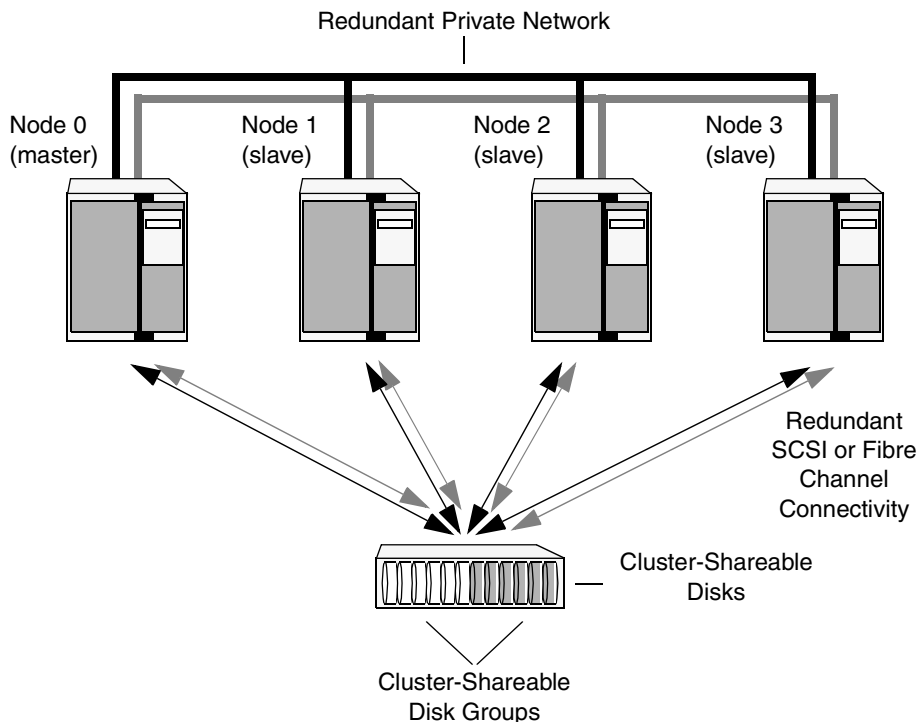 Redundant Private Network
Node 0
(master)
Node 1
(slave)
Node 2
(slave)
Node 3
(slave)
Redundant
SCSI or Fibre
Channel
Connectivity
Cluster-Shareable
Disks
Cluster-Shareable
Disk Groups